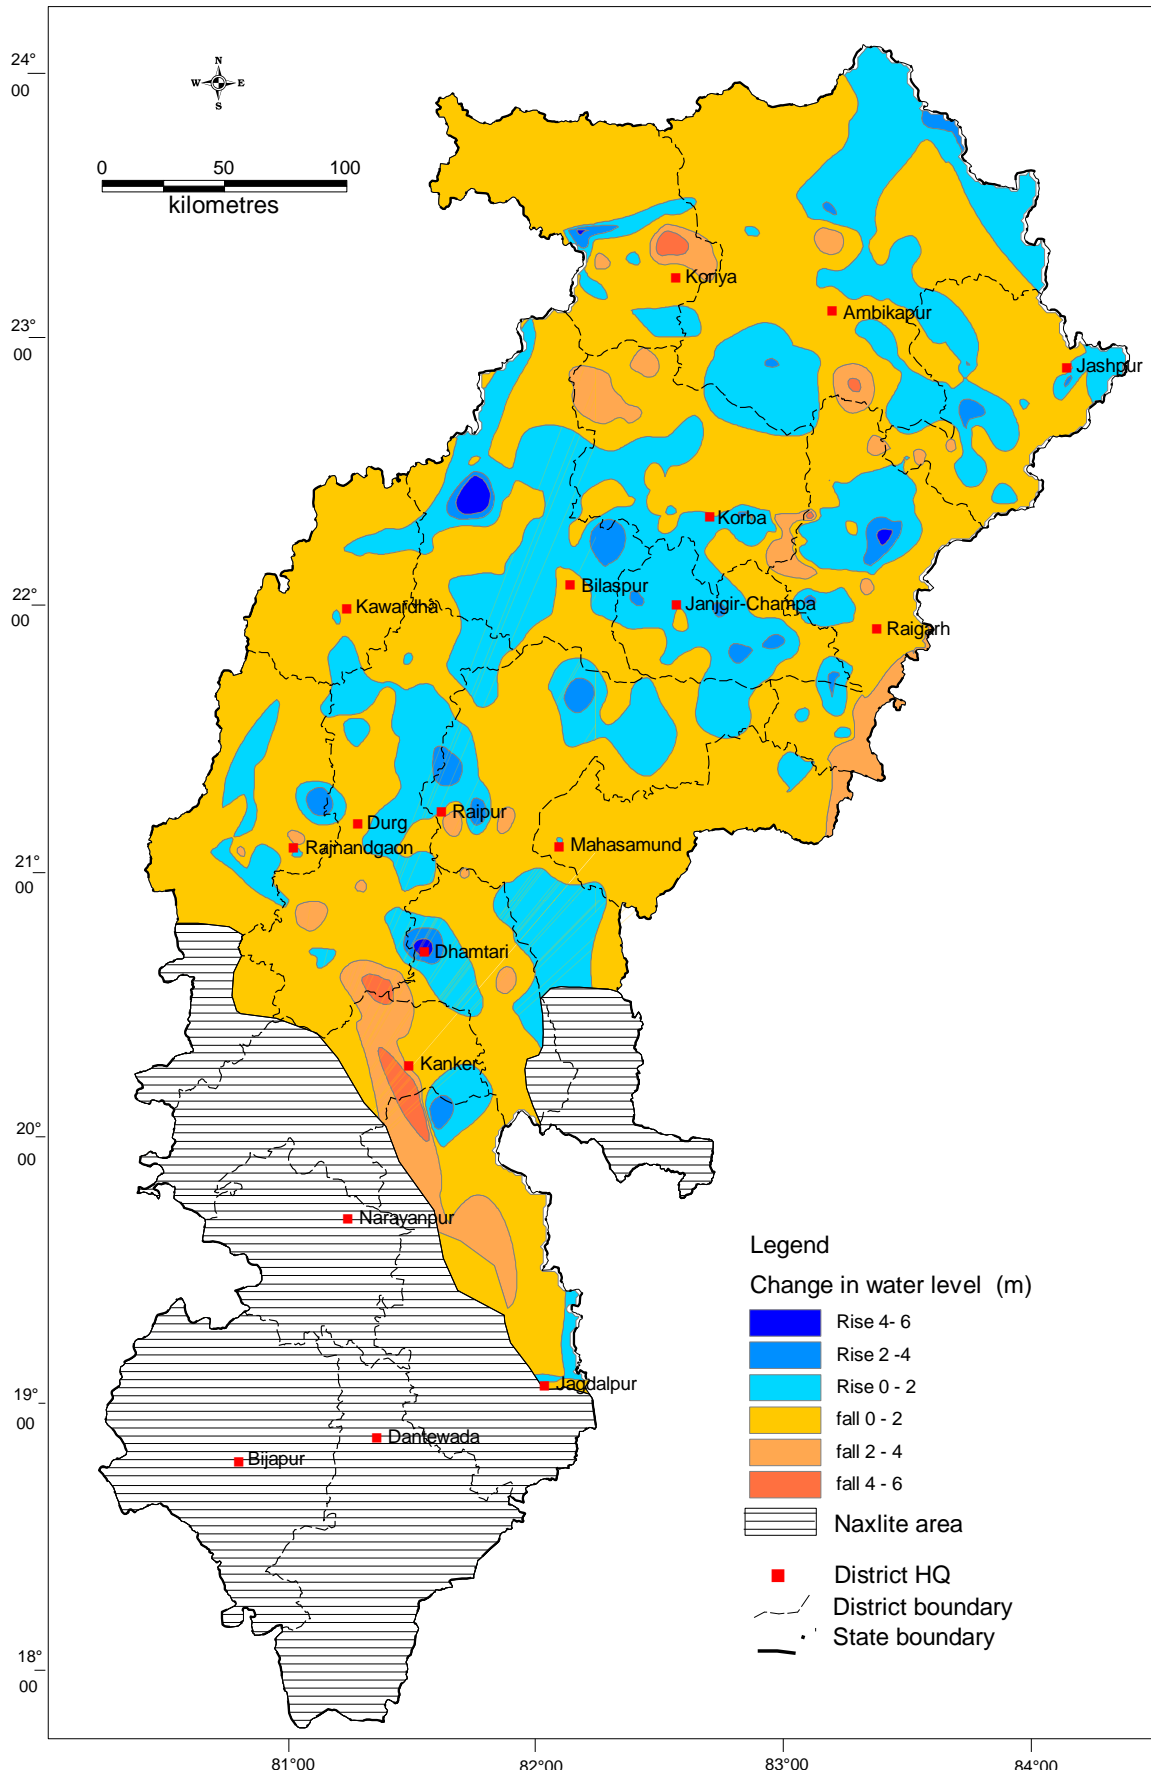 24°
00
N
W E
S
0 50 100
kilometres
Koriya
Ambikapur
23°
00
Jashpur
Korba
Bilaspur
22°
00
Kawardha
Janjgir-Champa
Raigarh
Raipur
Durg
Rajnandgaon
Mahasamund
21°
00
Dhamtari
Kanker
20°
00
Narayanpur
Legend
Change in water level (m)
Rise 4- 6
Rise 2 -4
Rise 0 - 2
19°
00
Jagdalpur
fall 0 - 2
Dantewada
fall 2 - 4
Bijapur
fall 4 - 6
Naxlite area
District HQ
District boundary
State boundary
18°
00
81°00 82°00 83°00 84°00